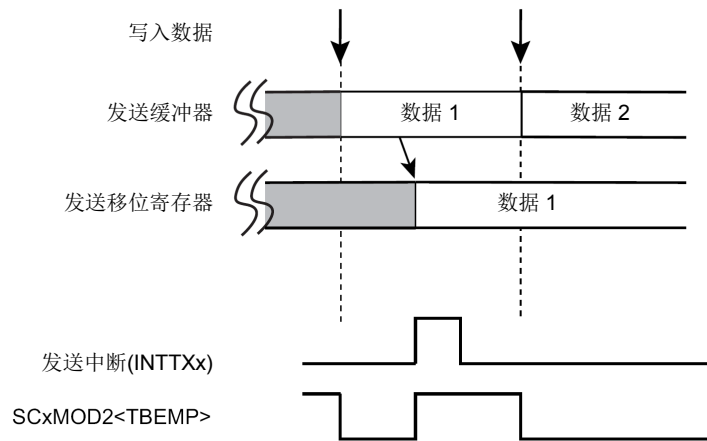 写入数据
发送缓冲器
数据 1
数据 2
发送移位寄存器
数据 1
发送中断(INTTXx)
SCxMOD2<TBEMP>